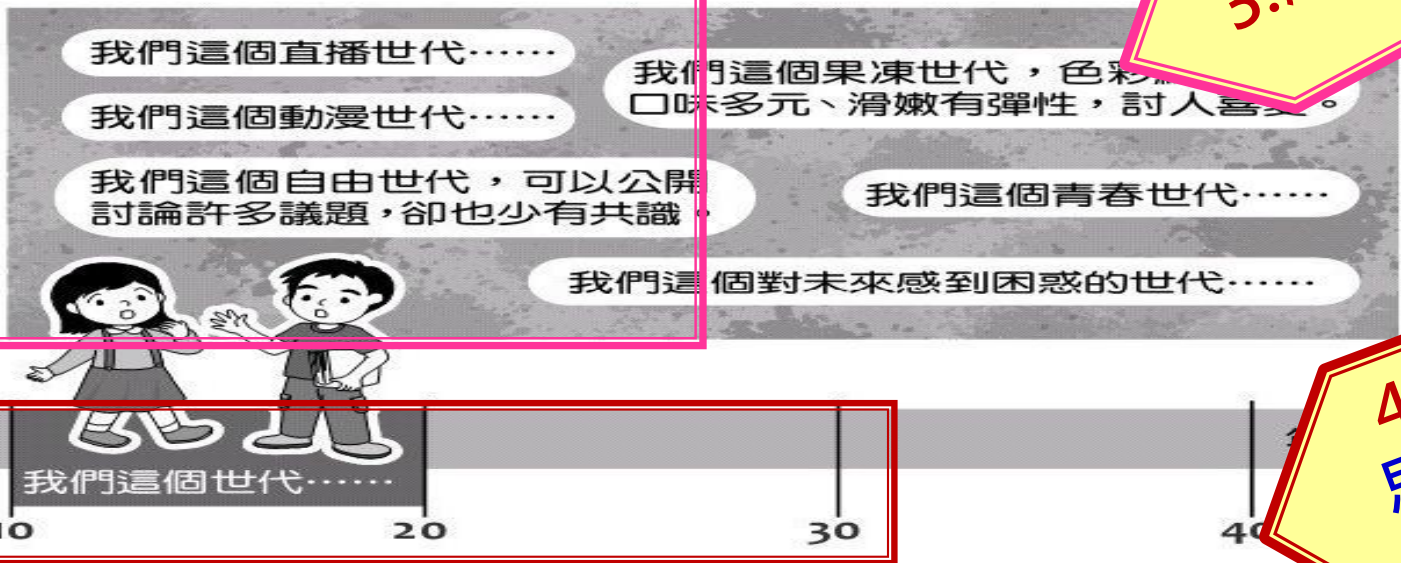 我們這個直播世代……
我們這個動漫世代……
我們這個自由世代，可以公開
討論許多議題，卻也少有共識。
我們這個果凍世代，色彩
口味多元、滑嫩有彈性，討人喜愛。
我們這個青春世代……
我們這個對未來感到困惑的世代……
我們這個世代……
10
20
30
40
5.
4